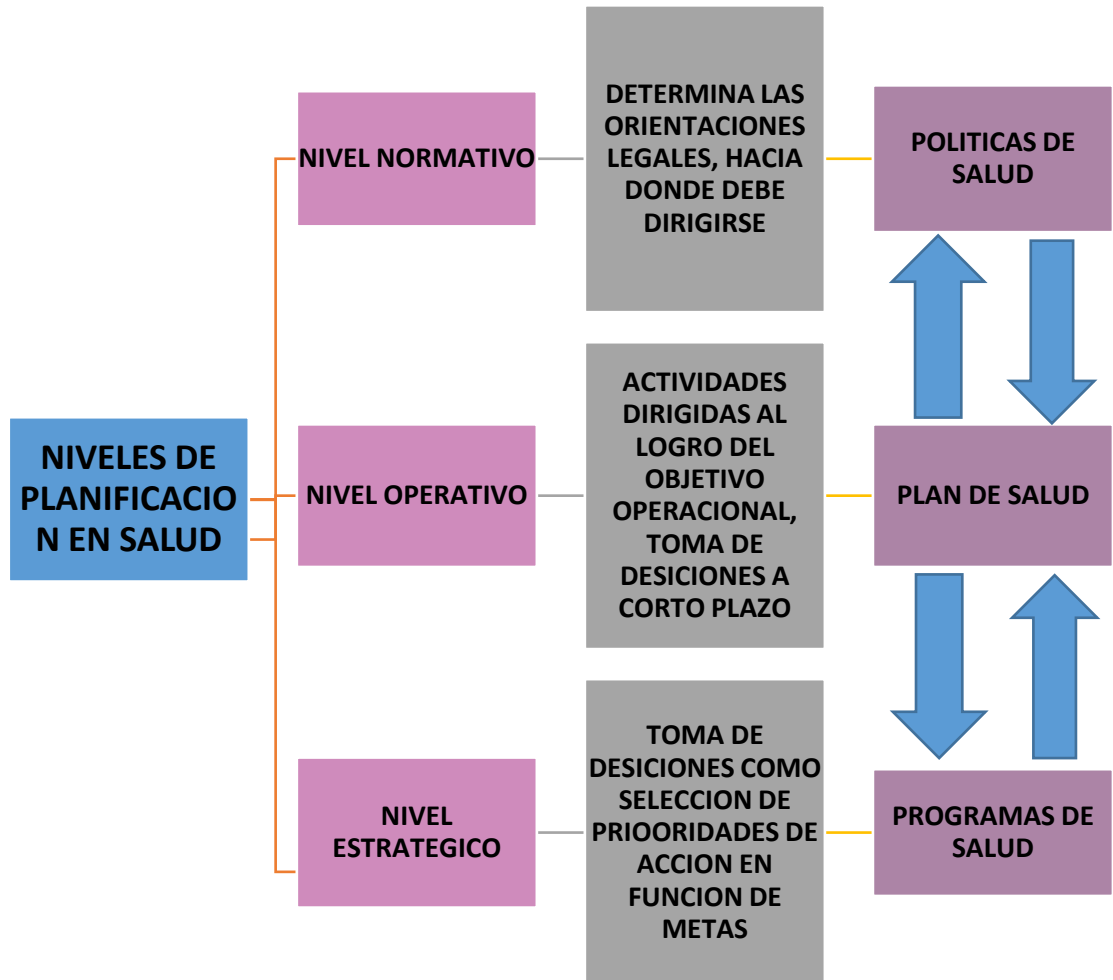 NIVELES DE
PLANIFICACIO
N EN SALUD
NIVEL NORMATIVO
DETERMINA LAS
ORIENTACIONES
LEGALES, HACIA
DONDE DEBE
DIRIGIRSE
POLITICAS DE
SALUD
NIVEL OPERATIVO
ACTIVIDADES
DIRIGIDAS AL
LOGRO DEL
OBJETIVO
OPERACIONAL,
TOMA DE
DESICIONES A
CORTO PLAZO
PLAN DE SALUD
NIVEL
ESTRATEGICO
TOMA DE
DESICIONES COMO
SELECCION DE
PRIOORIDADES DE
ACCION EN
FUNCION DE
METAS
PROGRAMAS DE
SALUD